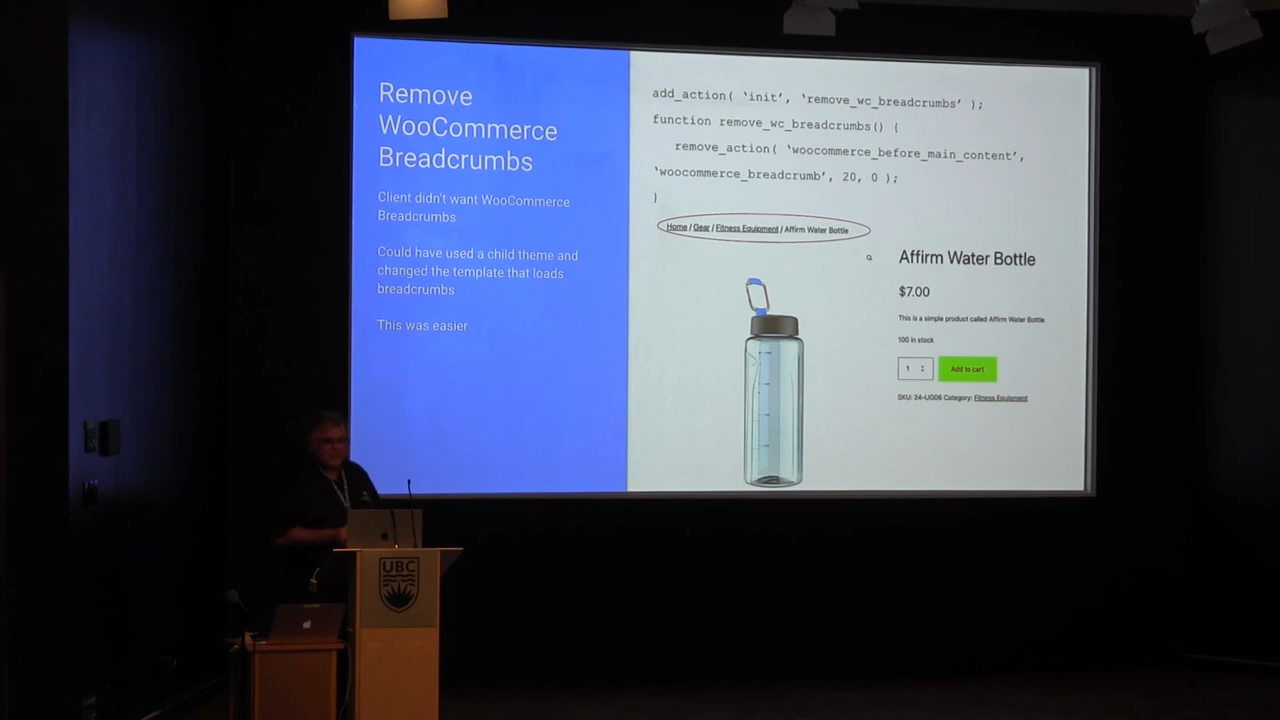 Remove
WooCommerce
Breadcrumbs
Client didn't want WooCommerce
Breadcrumbs
Could have used a child theme and
changed the template that loads
breadcrumbs
This was easier
add_action( ‘init’, ‘remove_wc_breadcrumbs’ );
function remove_wc_breadcrumbs() {
remove_action( ‘woocommerce_before_main_content’,
‘woocommerce_breadcrumb’, 20, 0 );
}
Home / Gear / Fitness Equipment / Affirm Water Bottle
Affirm Water Bottle
$7.00
This is a simple product called Affirm Water Bottle
100 in stock
1
Add to cart
SKU: 24-UG06 Category: Fitness Equipment
UBC